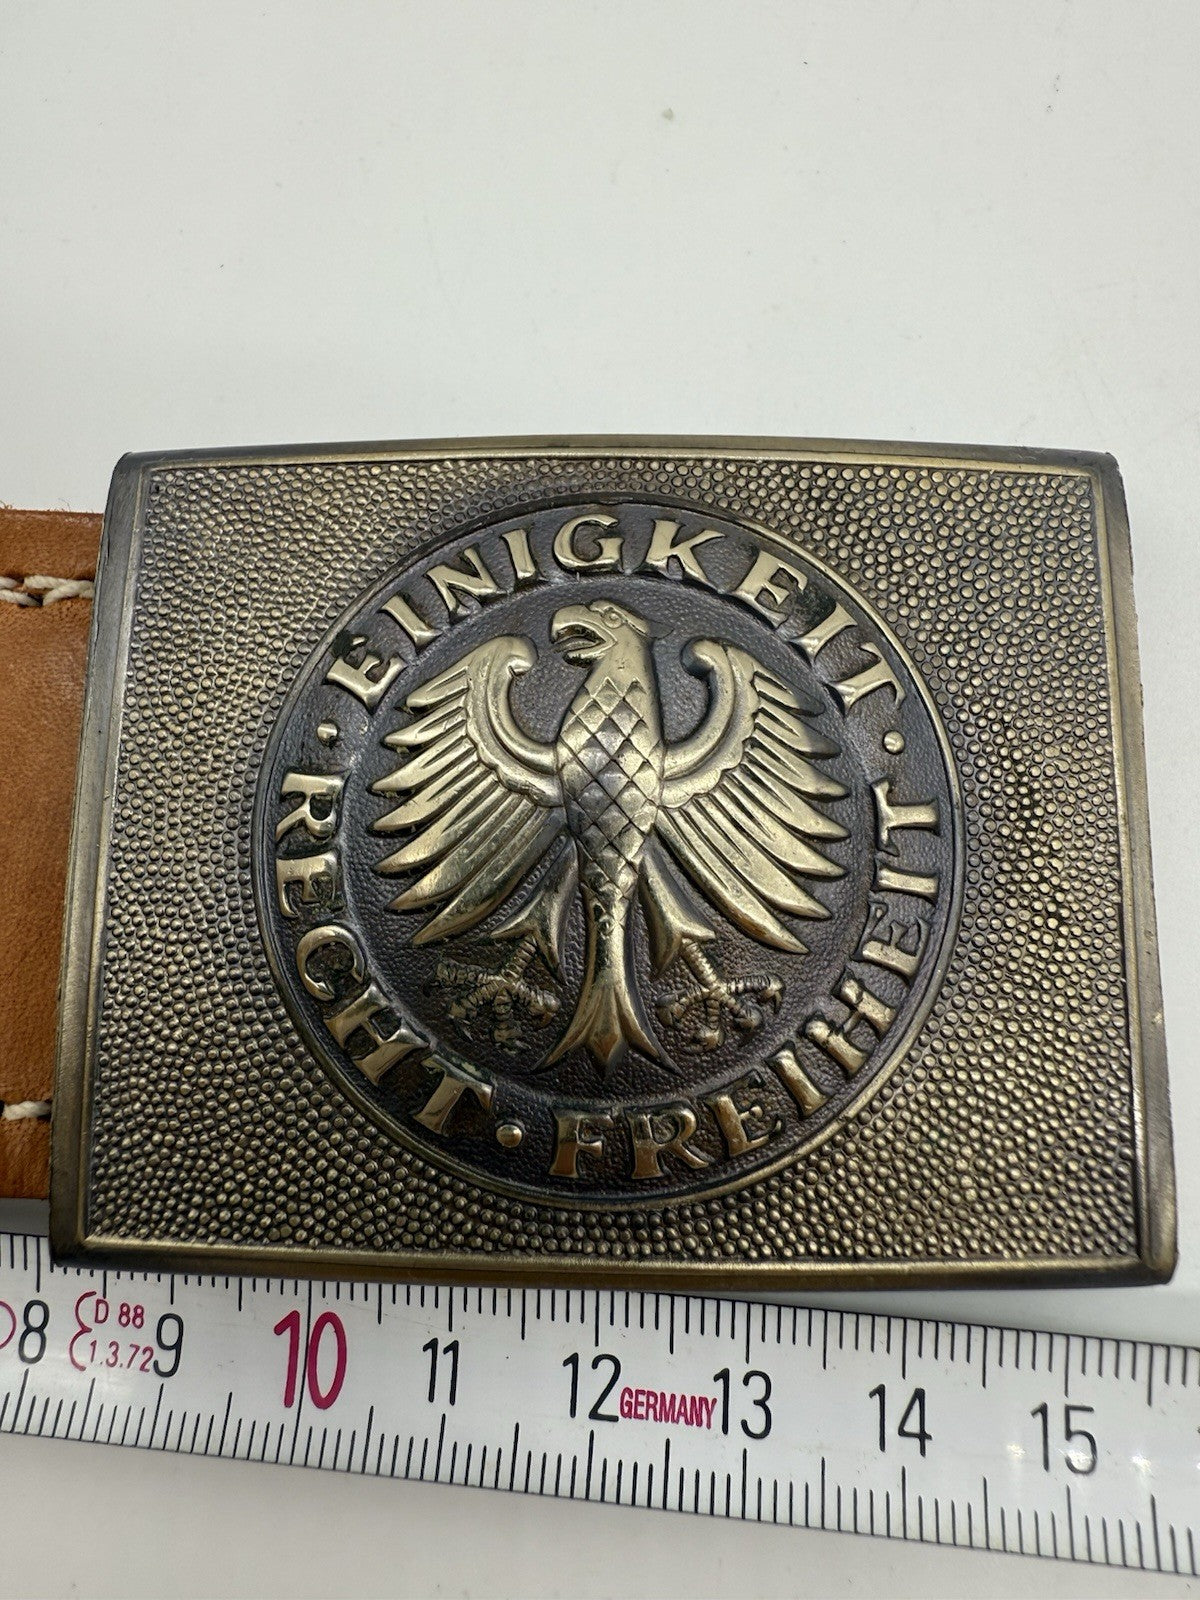 · EINIGKEIT ·
RECHT · FREIHEIT
D 88
1.3.72
8 9 10 11 12 GERMANY 13 14 15